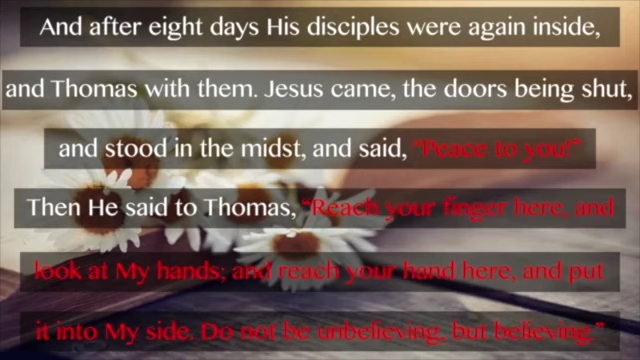 And after eight days His disciples were again inside,
and Thomas with them. Jesus came, the doors being shut,
and stood in the midst, and said, “Peace to you!”
Then He said to Thomas, “Reach your finger here, and
look at My hands; and reach your hand here, and put
it into My side. Do not be unbelieving, but believing.”